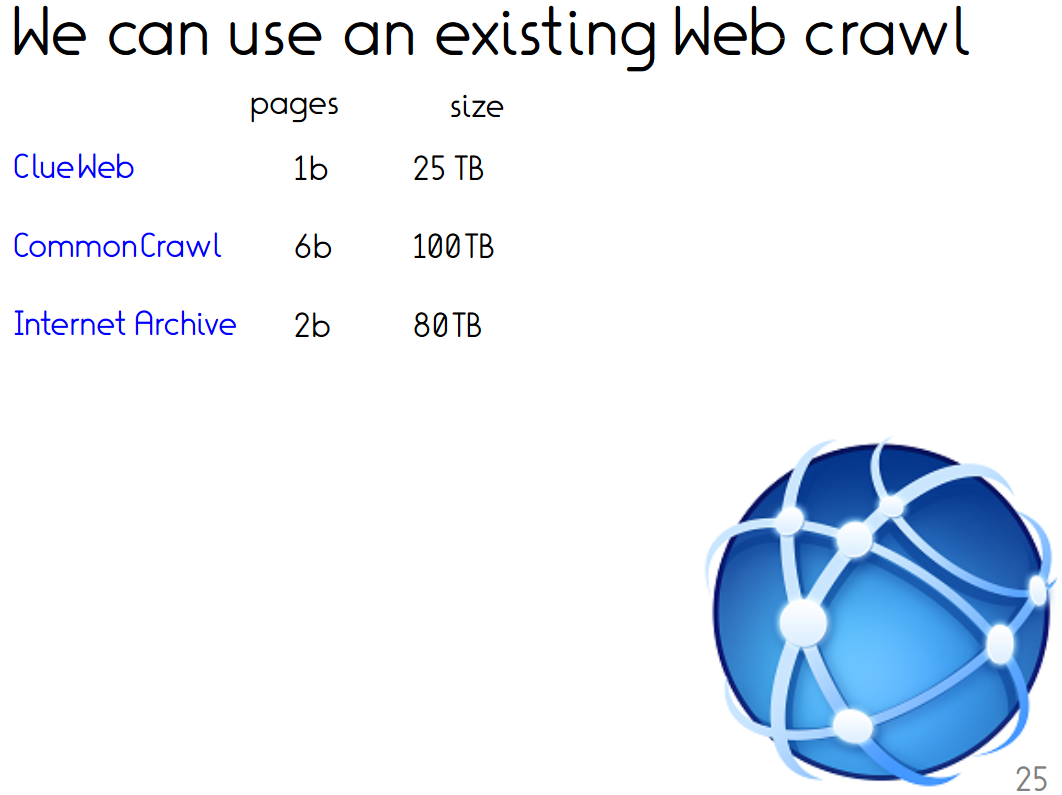 We can use an existing Web crawl
pages size
ClueWeb 1b 25 TB
CommonCrawl 6b 100TB
Internet Archive 2b 80TB
25